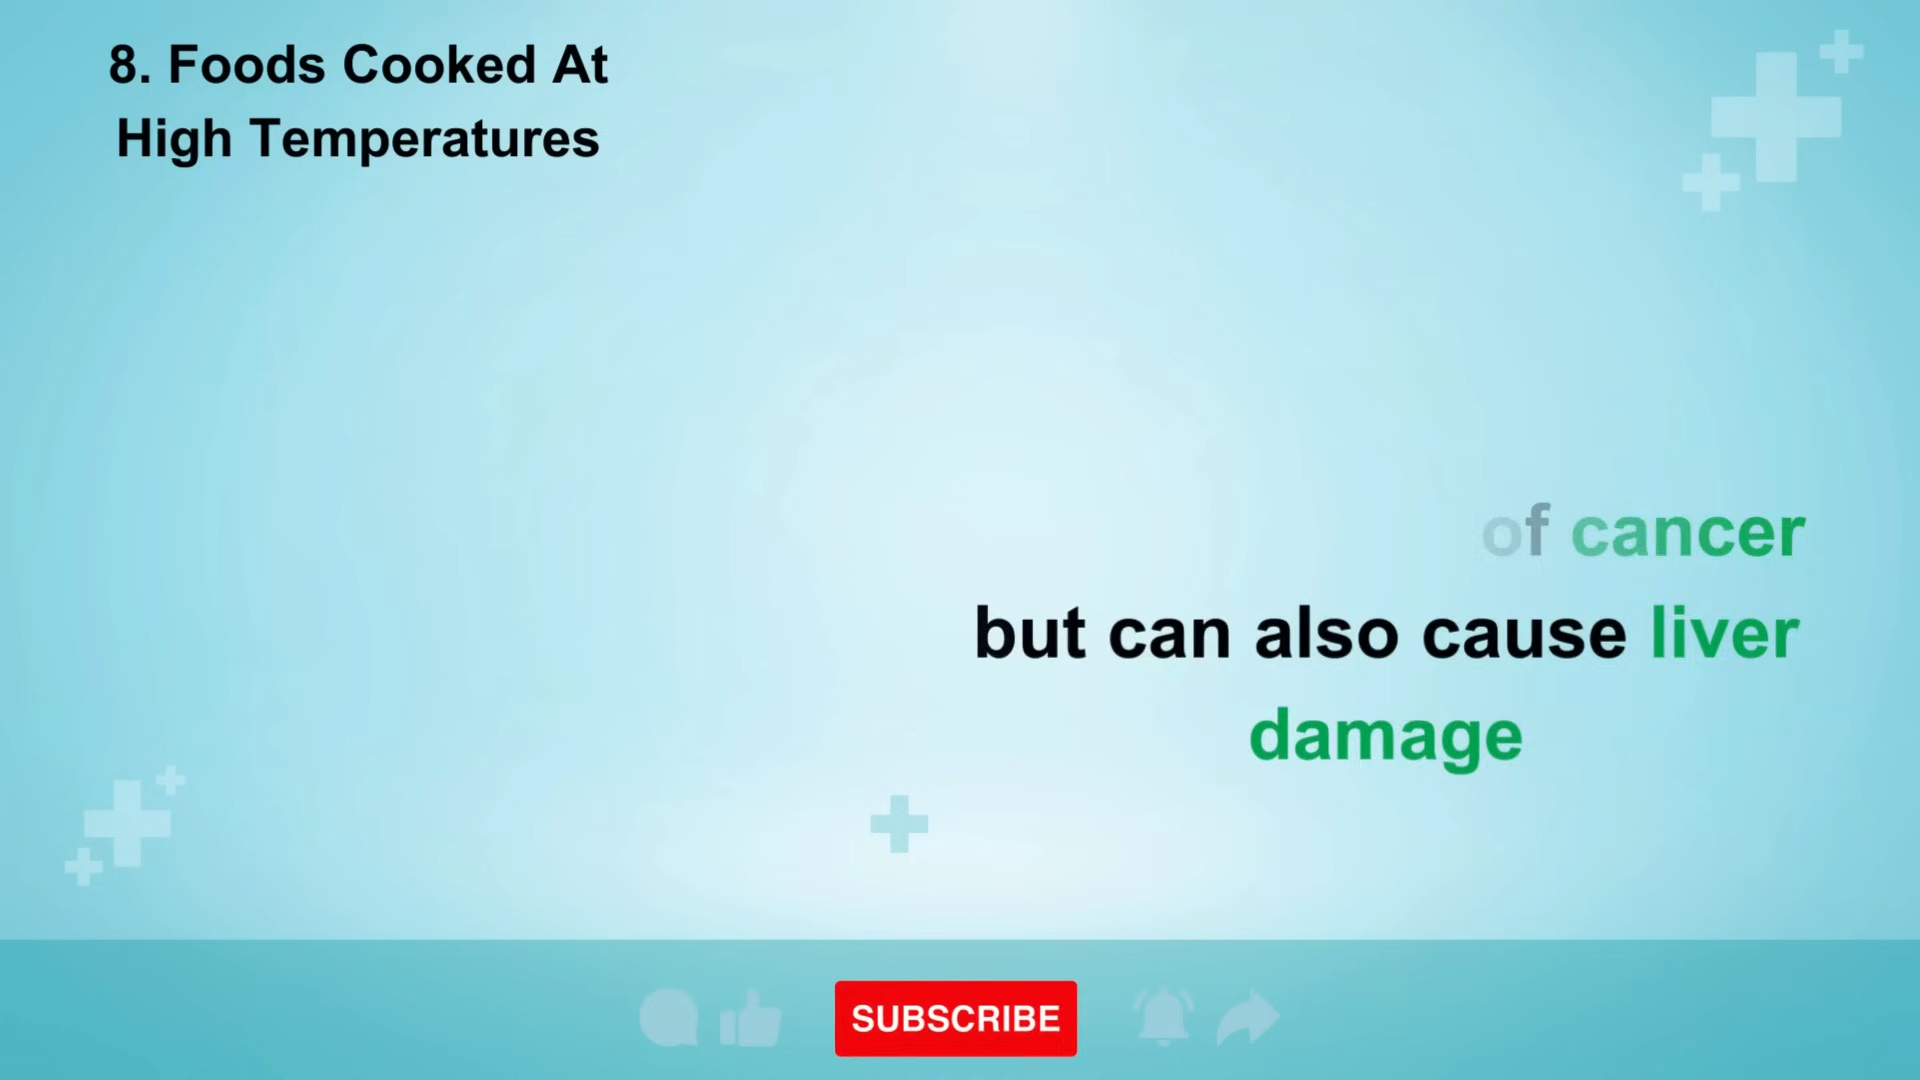 8. Foods Cooked At
High Temperatures
of cancer
but can also cause liver
damage
SUBSCRIBE